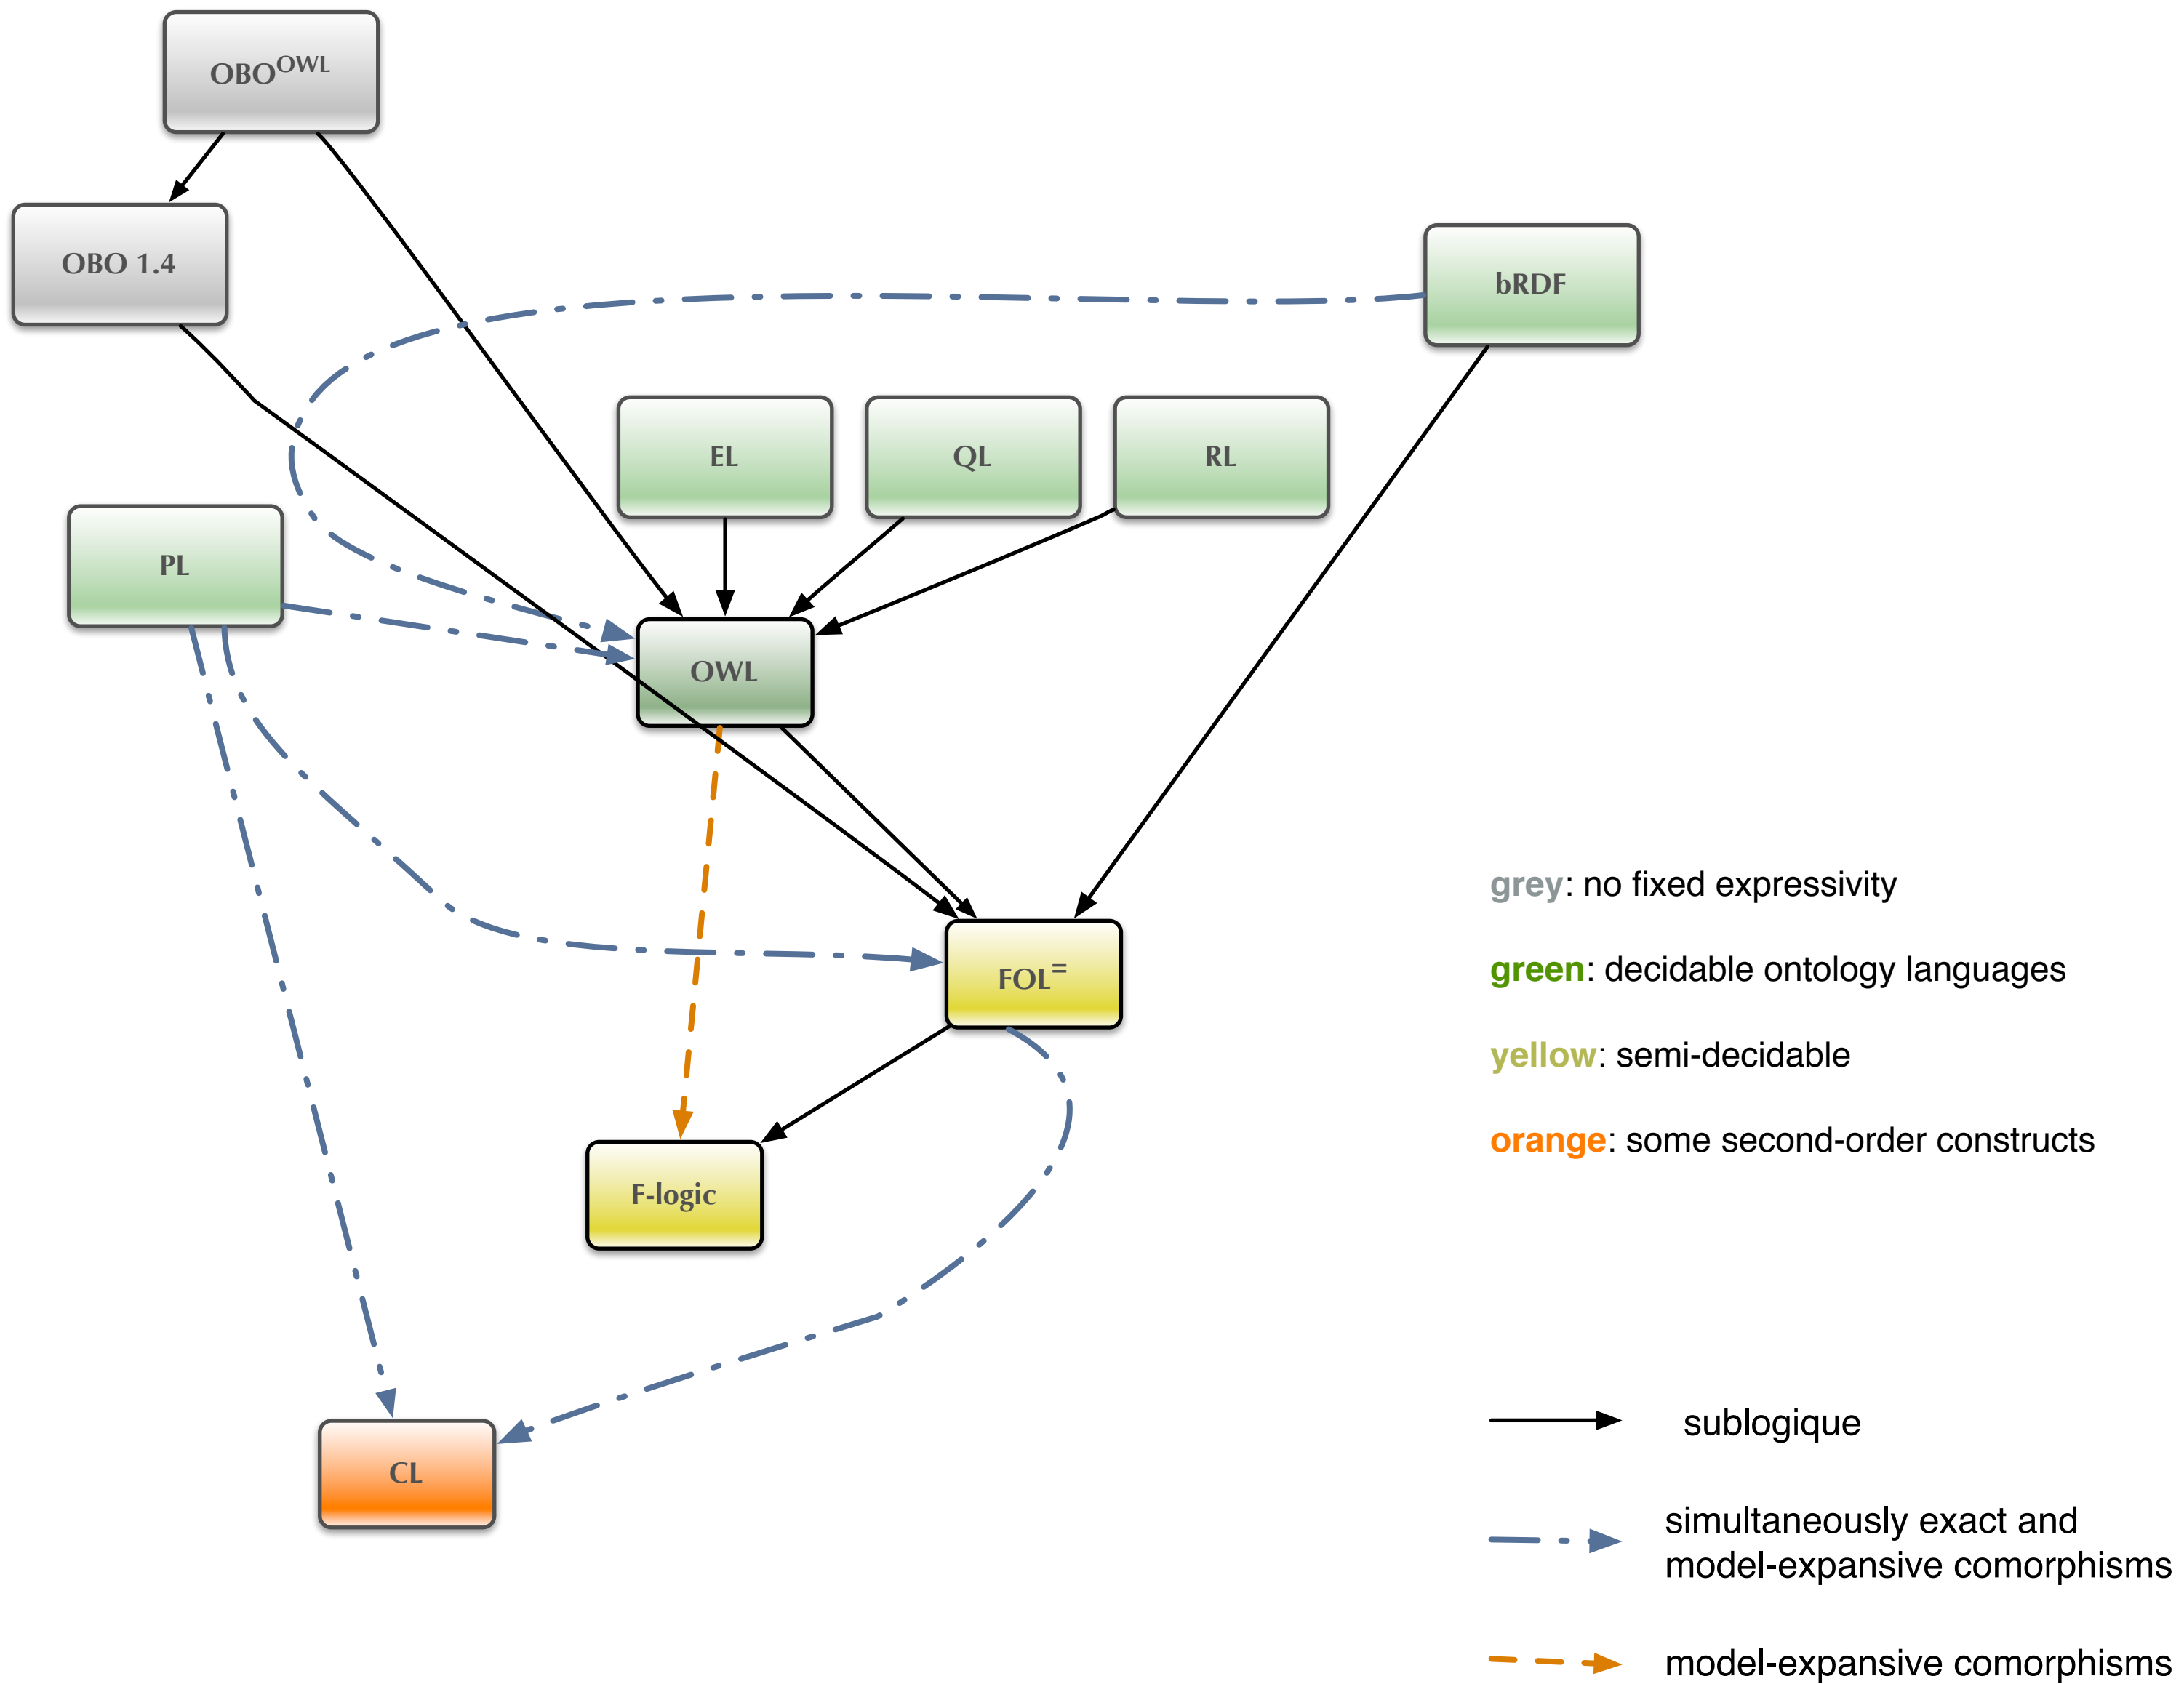 OBO^OWL
OBO 1.4
bRDF
EL
QL
RL
PL
OWL
FOL^=
F-logic
CL
grey: no fixed expressivity
green: decidable ontology languages
yellow: semi-decidable
orange: some second-order constructs
sublogique
simultaneously exact and
model-expansive comorphisms
model-expansive comorphisms